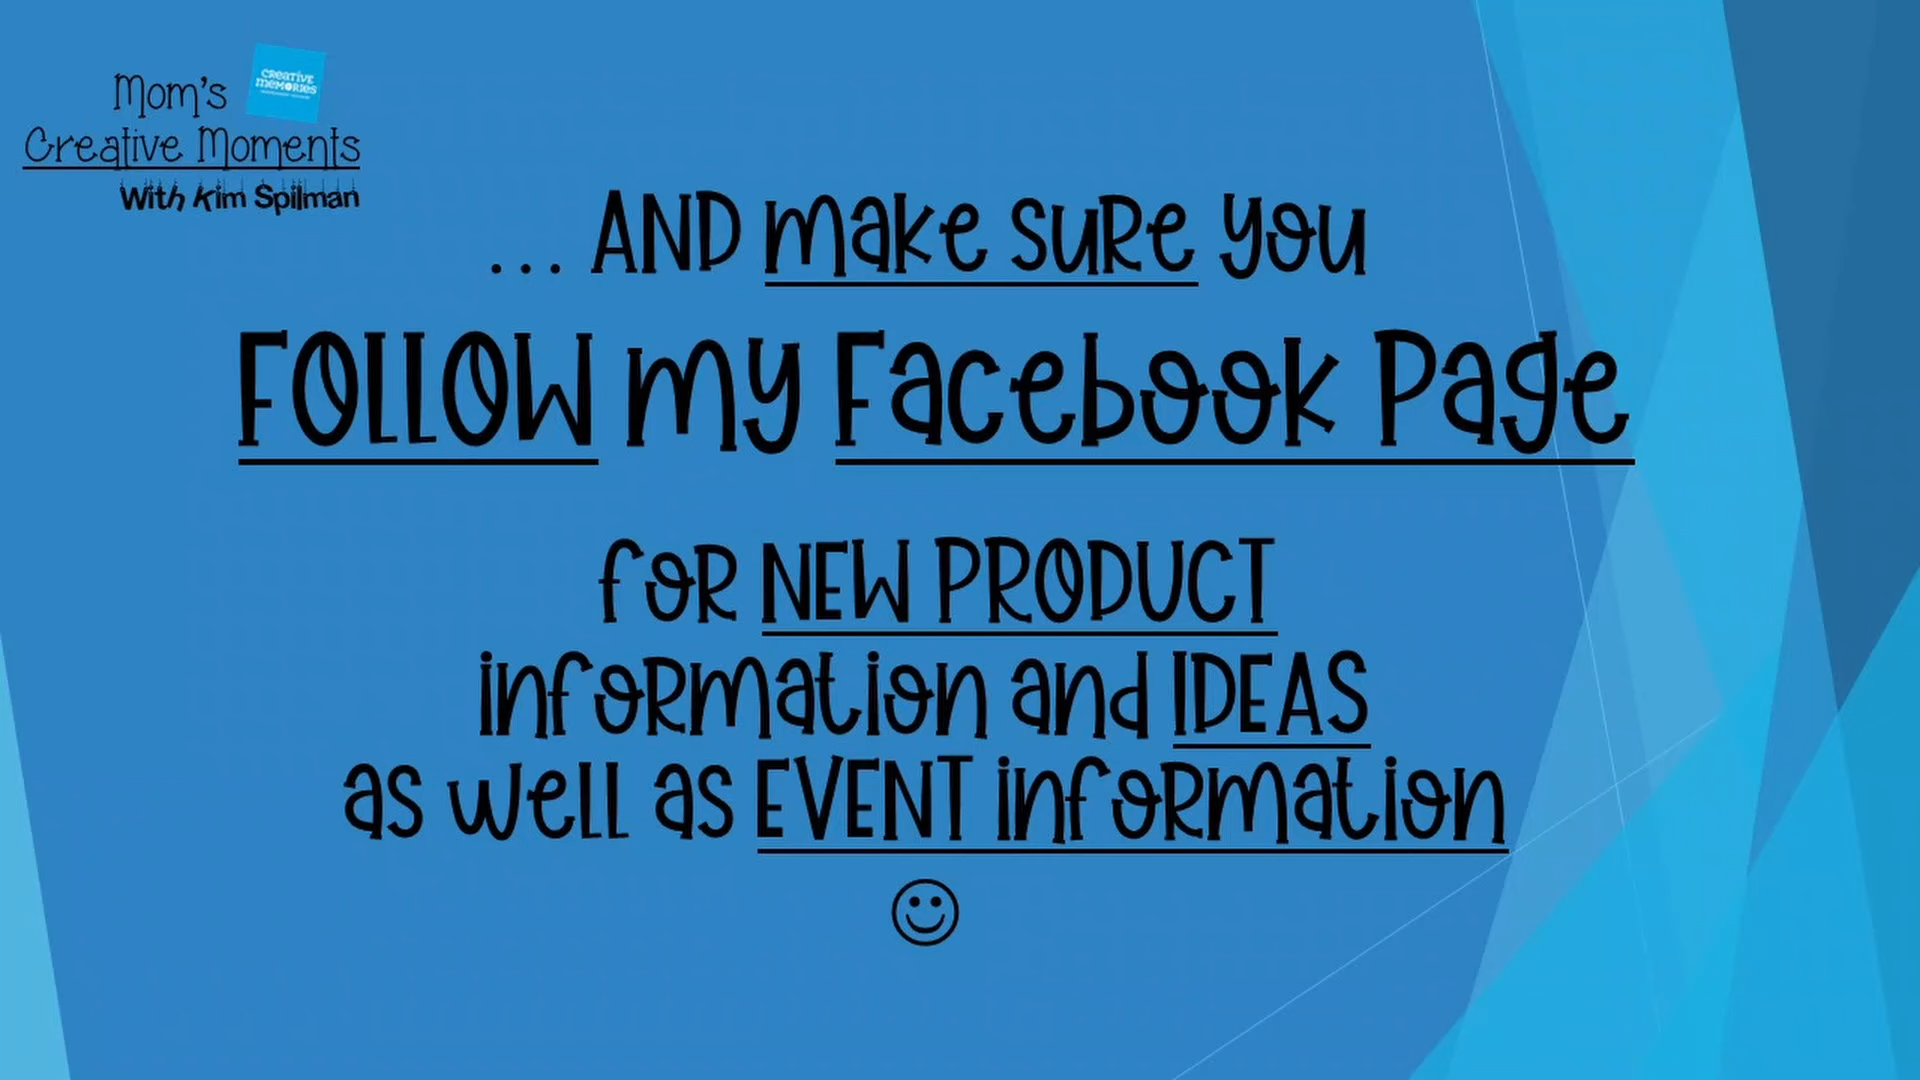 Mom's
creative
memories
Creative Moments
With Kim Spilman
... AND make sure you
FOLLOW my Facebook Page
for NEW PRODUCT
information and IDEAS
as well as EVENT information